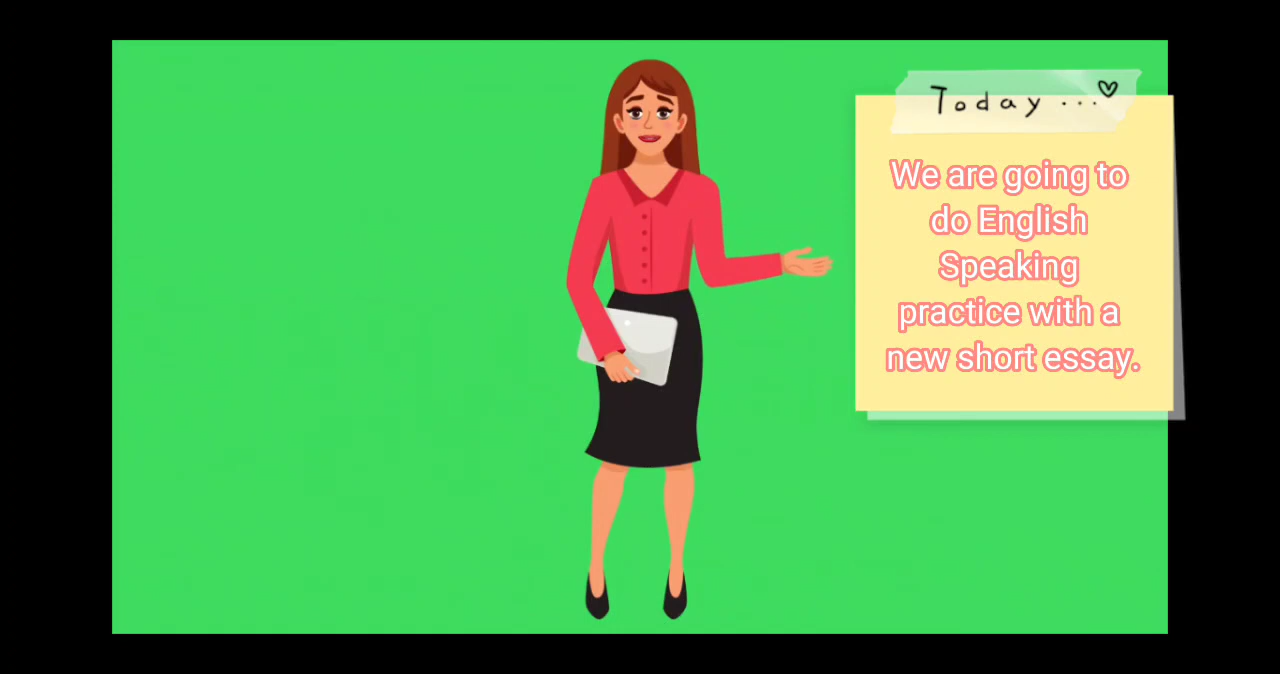 Today ...
We are going to
do English
Speaking
practice with a
new short essay.